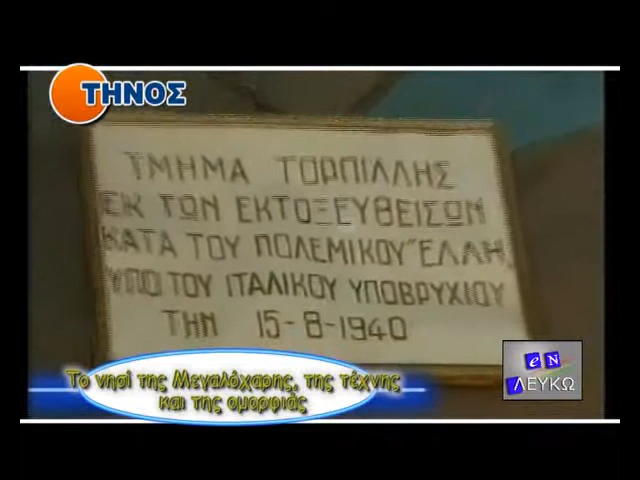 ΤΗΝΟΣ
ΤΜΗΜΑ ΤΟΡΠΙΛΛΗΣ
ΕΚ ΤΩΝ ΕΚΤΟΞΕΥΘΕΙΣΩΝ
ΚΑΤΑ ΤΟΥ ΠΟΛΕΜΙΚΟΥ "ΕΛΛΗ,
ΥΠΟ ΤΟΥ ΙΤΑΛΙΚΟΥ ΥΠΟΒΡΥΧΙΟΥ
ΤΗΝ 15-8-1940
Το νησί της Μεγαλόχαρης, της τέχνης
και της ομορφιάς
εΝ
ΛΕΥΚΩ